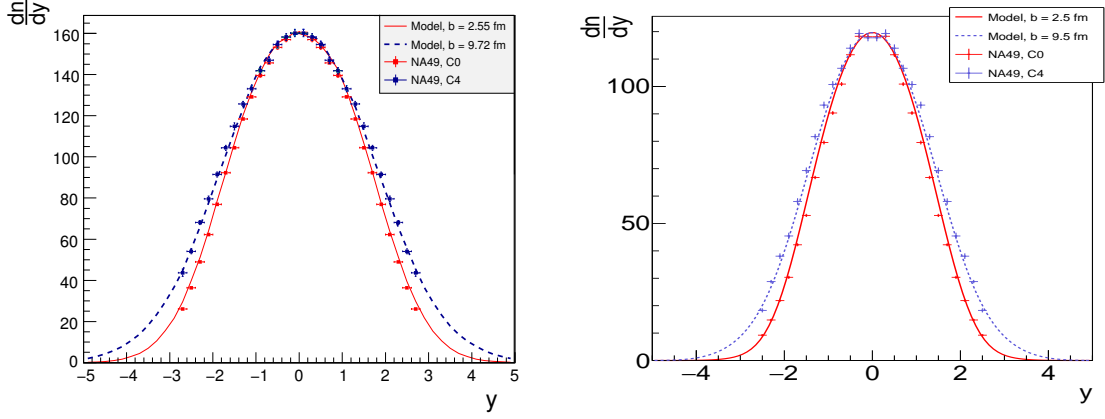 dn
dy
160
140
120
100
80
60
40
20
0
−5 −4 −3 −2 −1 0 1 2 3 4 5
y
Model, b = 2.55 fm
Model, b = 9.72 fm
NA49, C0
NA49, C4
dn
dy
100
50
0
−4 −2 0 2 4
y
Model, b = 2.5 fm
Model, b = 9.5 fm
NA49, C0
NA49, C4